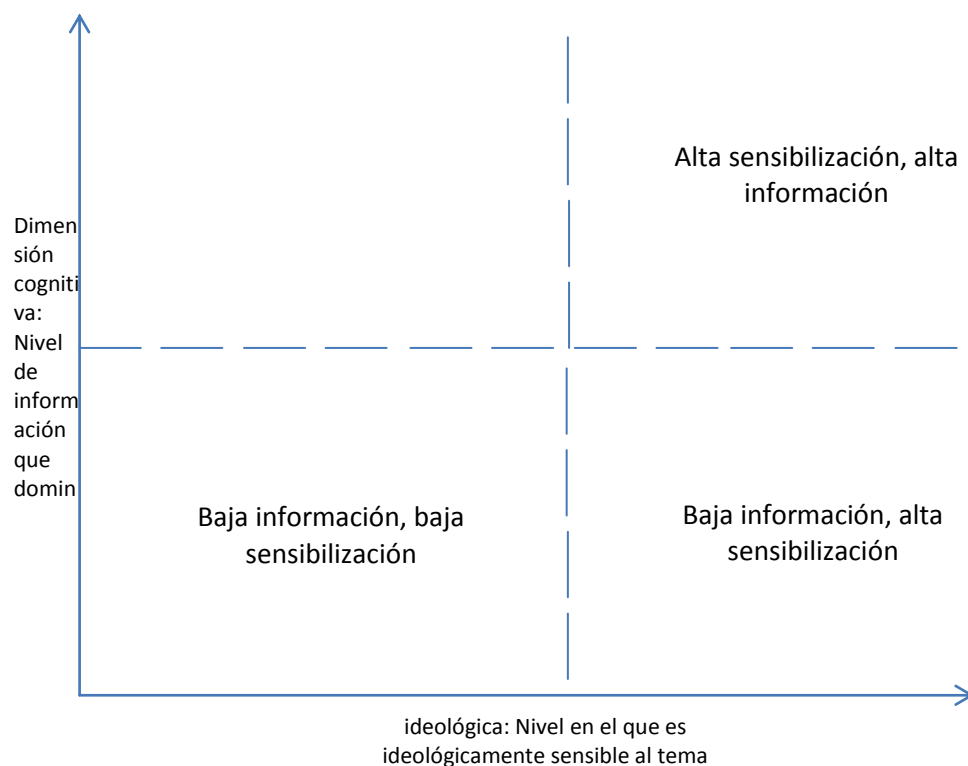 Alta sensibilización, alta
información
Dimen
sión
cogniti
va:
Nivel
de
inform
ación
que
domin
Baja información, baja
sensibilización
Baja información, alta
sensibilización
ideológica: Nivel en el que es
ideológicamente sensible al tema